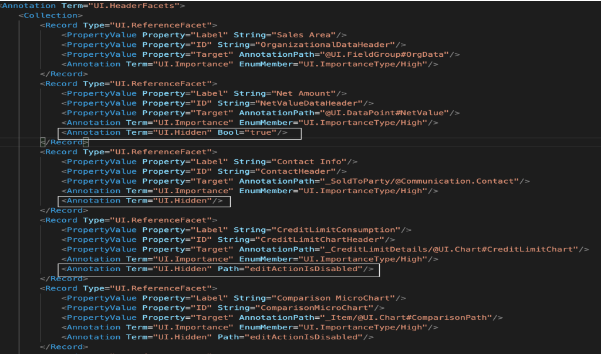 <Annotation Term="UI.HeaderFacets">
<Collection>
<Record Type="UI.ReferenceFacet">
<PropertyValue Property="Label" String="Sales Area"/>
<PropertyValue Property="ID" String="OrganizationalDataHeader"/>
<PropertyValue Property="Target" AnnotationPath="@UI.FieldGroup#OrgData"/>
<Annotation Term="UI.Importance" EnumMember="UI.ImportanceType/High"/>
</Record>
<Record Type="UI.ReferenceFacet">
<PropertyValue Property="Label" String="Net Amount"/>
<PropertyValue Property="ID" String="NetValueDataHeader"/>
<PropertyValue Property="Target" AnnotationPath="@UI.DataPoint#NetValue"/>
<Annotation Term="UI.Importance" EnumMember="UI.ImportanceType/High"/>
<Annotation Term="UI.Hidden" Bool="true"/>
</Record>
<Record Type="UI.ReferenceFacet">
<PropertyValue Property="Label" String="Contact Info"/>
<PropertyValue Property="ID" String="ContactHeader"/>
<PropertyValue Property="Target" AnnotationPath="_SoldToParty/@Communication.Contact"/>
<Annotation Term="UI.Importance" EnumMember="UI.ImportanceType/High"/>
<Annotation Term="UI.Hidden"/>
</Record>
<Record Type="UI.ReferenceFacet">
<PropertyValue Property="Label" String="CreditLimitConsumption"/>
<PropertyValue Property="ID" String="CreditLimitChartHeader"/>
<PropertyValue Property="Target" AnnotationPath="_CreditLimitDetails/@UI.Chart#CreditLimitChart"/>
<Annotation Term="UI.Importance" EnumMember="UI.ImportanceType/High"/>
<Annotation Term="UI.Hidden" Path="editActionIsDisabled"/>
</Record>
<Record Type="UI.ReferenceFacet">
<PropertyValue Property="Label" String="Comparison MicroChart"/>
<PropertyValue Property="ID" String="ComparisonMicroChart"/>
<PropertyValue Property="Target" AnnotationPath="_Item/@UI.Chart#ComparisonPath"/>
<Annotation Term="UI.Importance" EnumMember="UI.ImportanceType/High"/>
<Annotation Term="UI.Hidden" Path="editActionIsDisabled"/>
</Record>